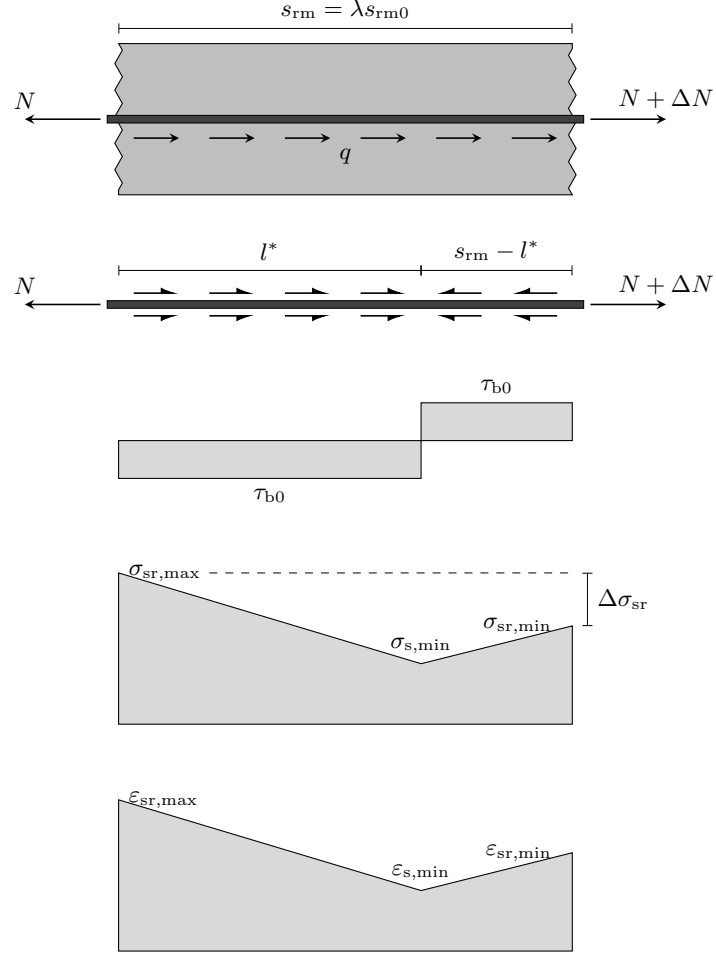 s_rm = λs_rm0
N
N + ΔN
q
l*
s_rm − l*
N
N + ΔN
τ_b0
τ_b0
σ_sr,max
Δσ_sr
σ_sr,min
σ_s,min
ε_sr,max
ε_sr,min
ε_s,min